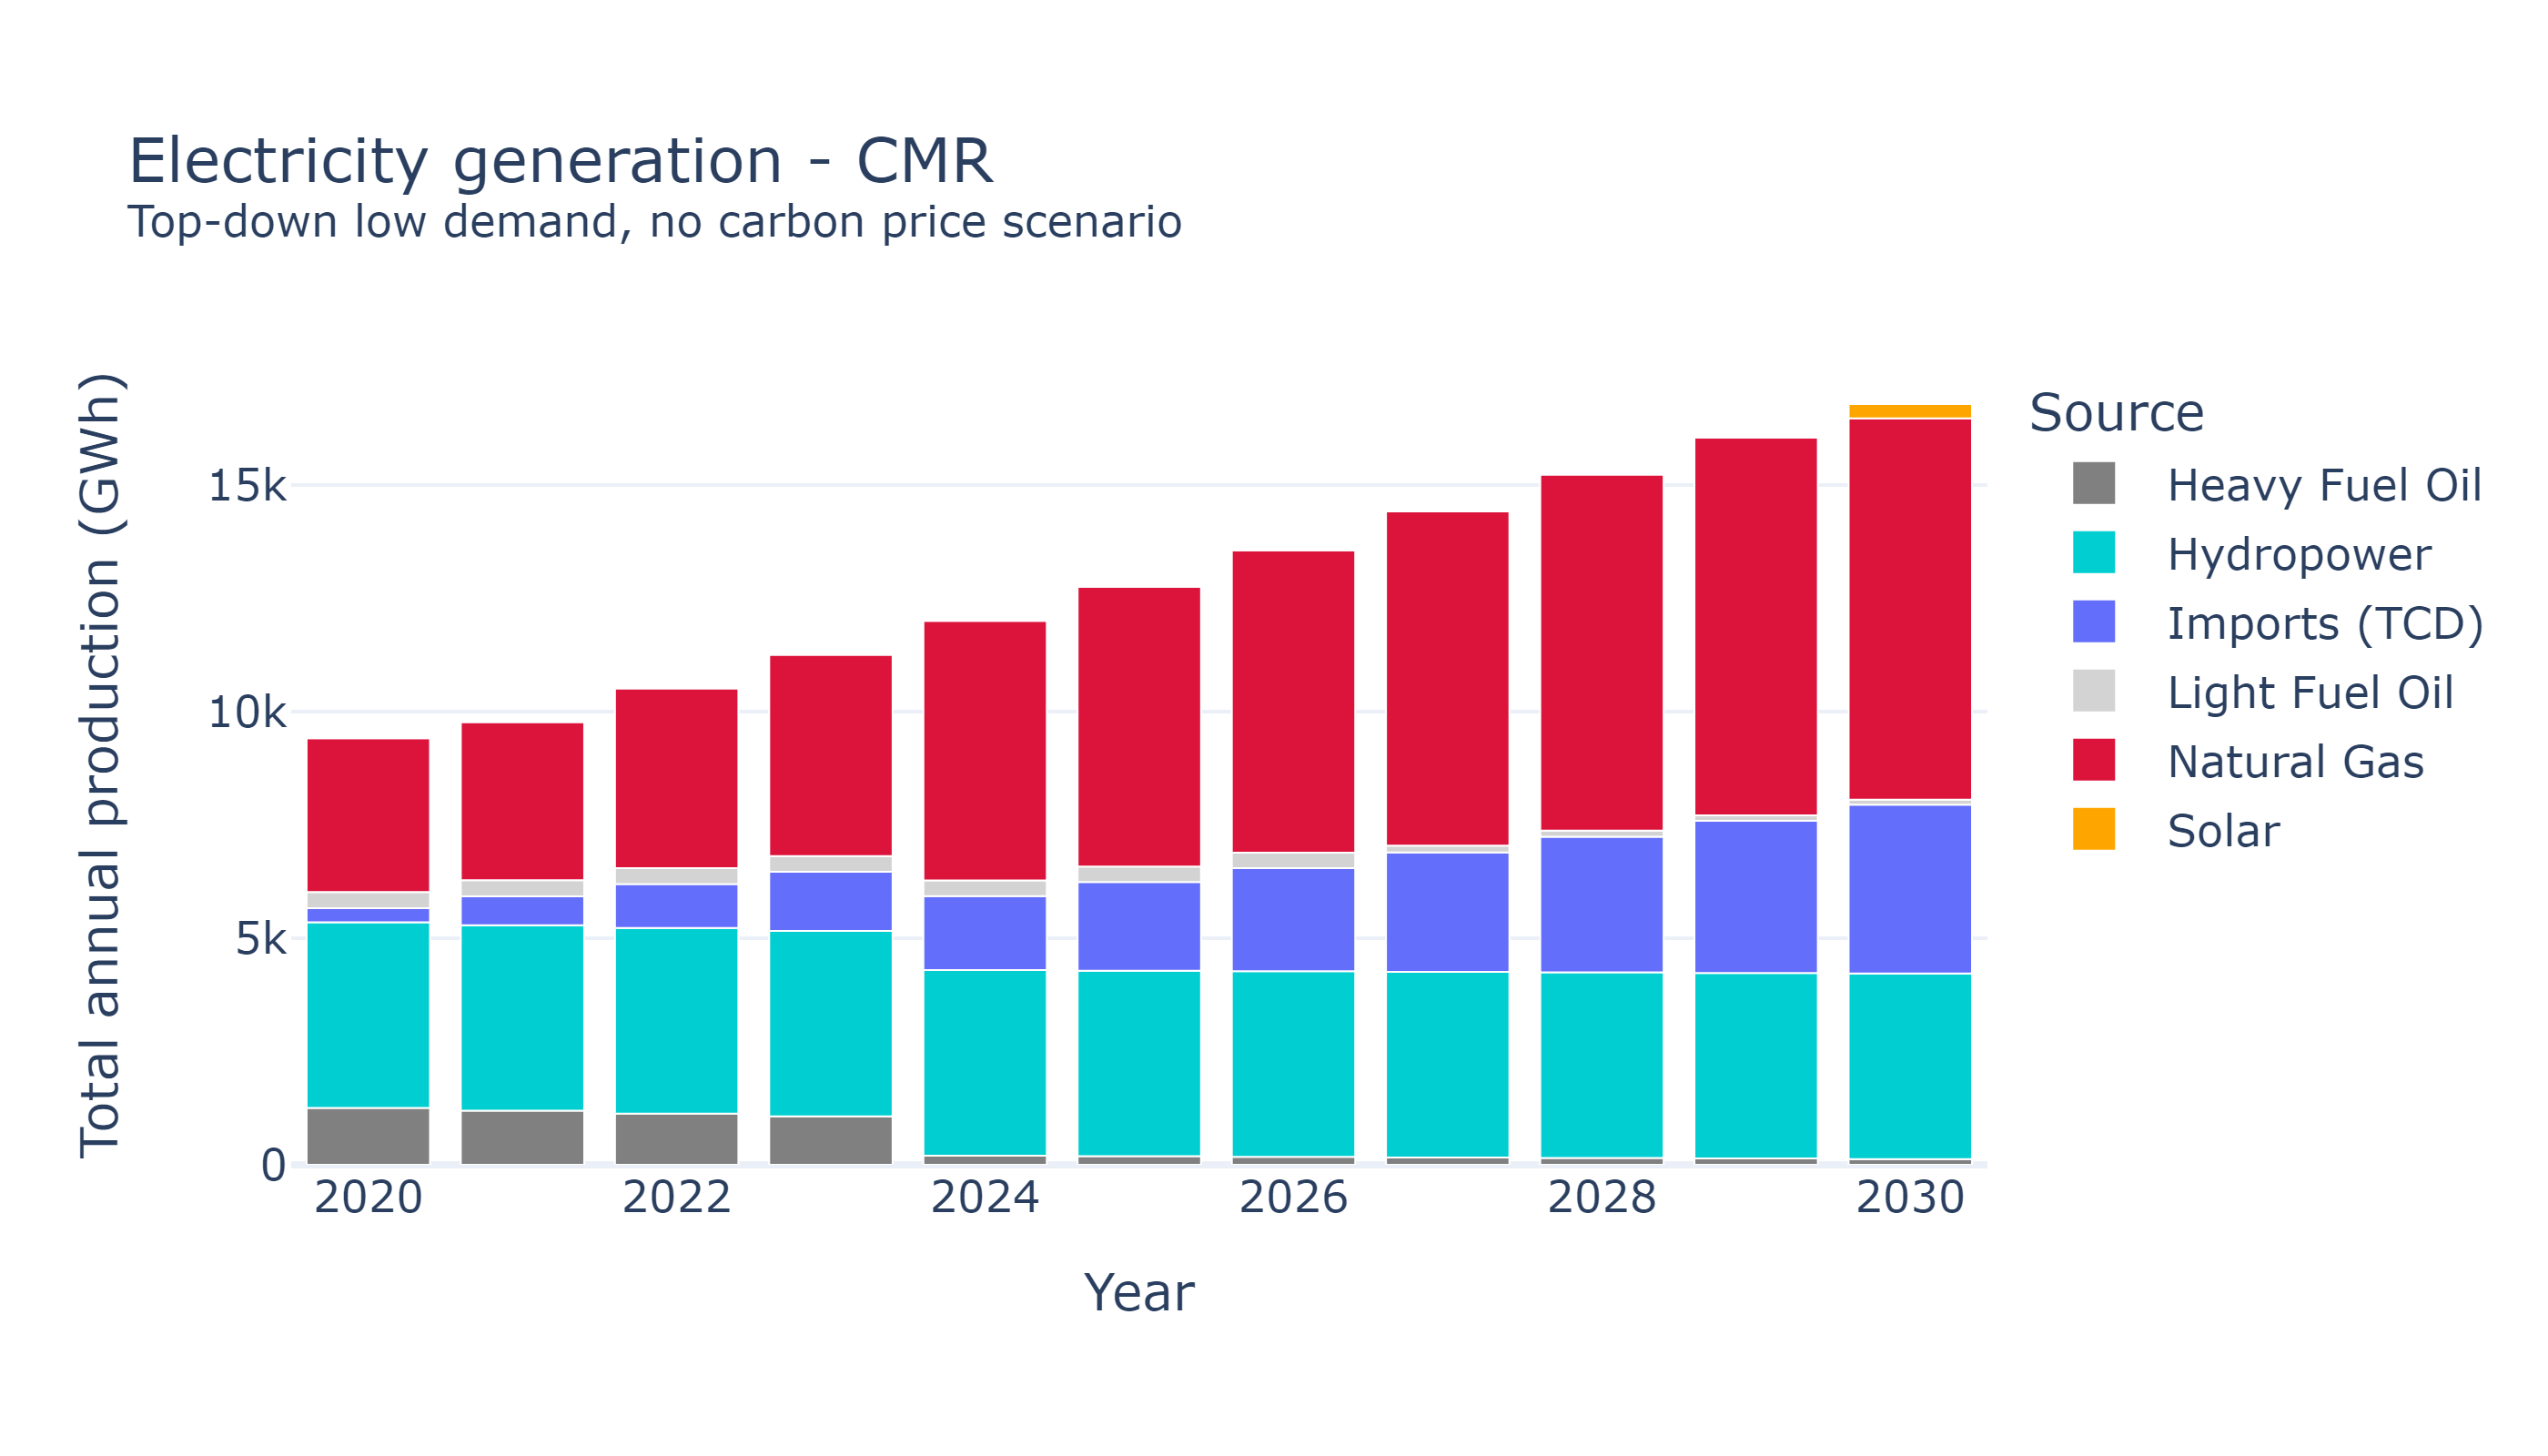 Electricity generation - CMR
Top-down low demand, no carbon price scenario
Total annual production (GWh)
15k
10k
5k
0
2020
2022
2024
2026
2028
2030
Year
Source
Heavy Fuel Oil
Hydropower
Imports (TCD)
Light Fuel Oil
Natural Gas
Solar